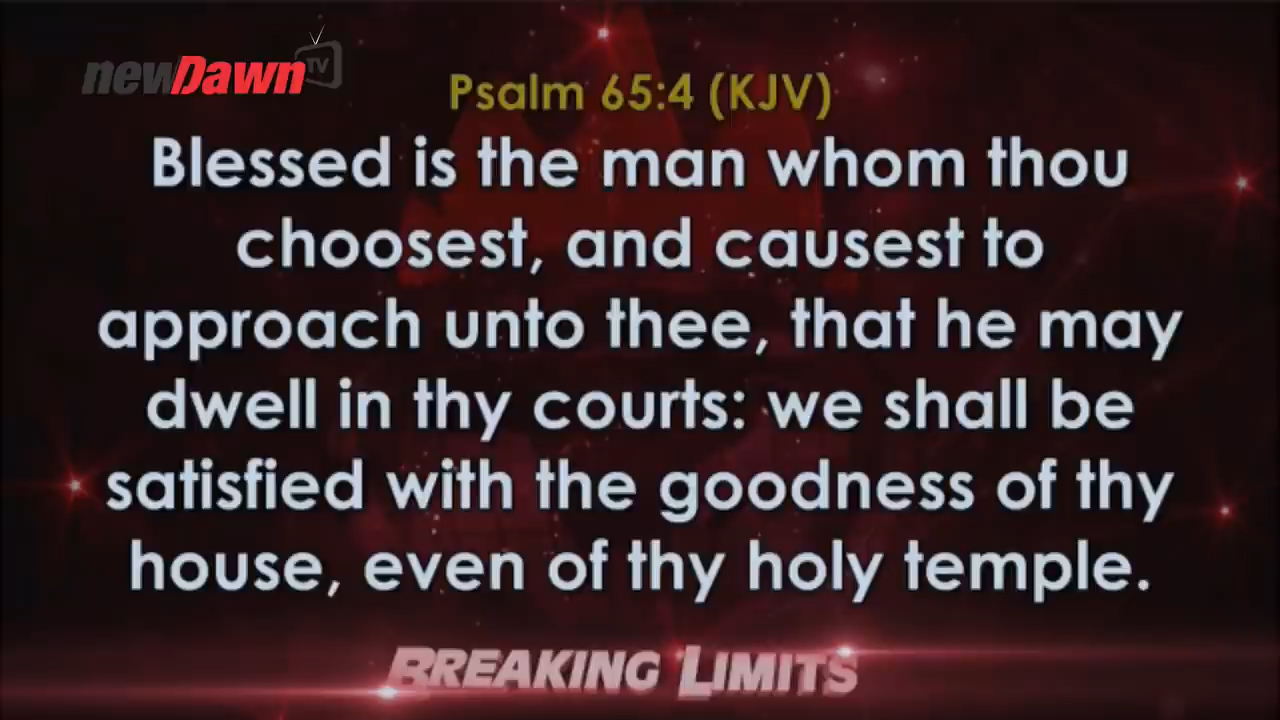 newDawn TV
Psalm 65:4 (KJV)
Blessed is the man whom thou
choosest, and causest to
approach unto thee, that he may
dwell in thy courts: we shall be
satisfied with the goodness of thy
house, even of thy holy temple.
BREAKING LIMITS